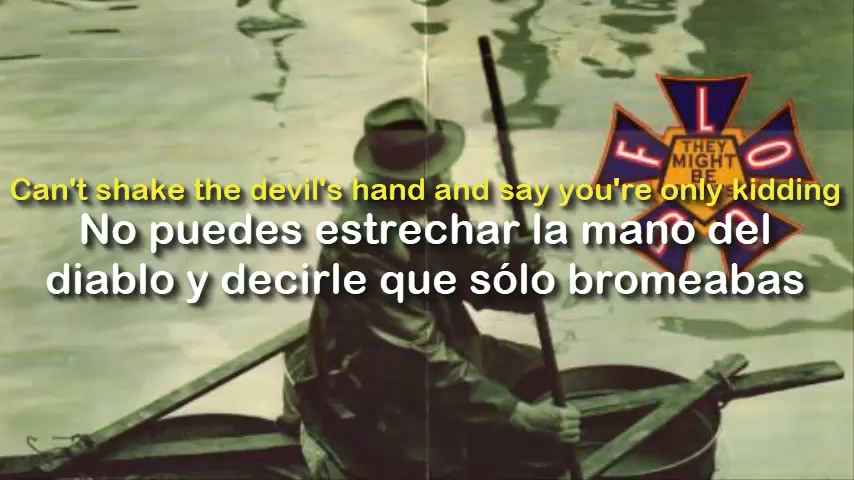 FLOOD
THEY
MIGHT
BE
Can't shake the devil's hand and say you're only kidding
No puedes estrechar la mano del
diablo y decirle que sólo bromeabas